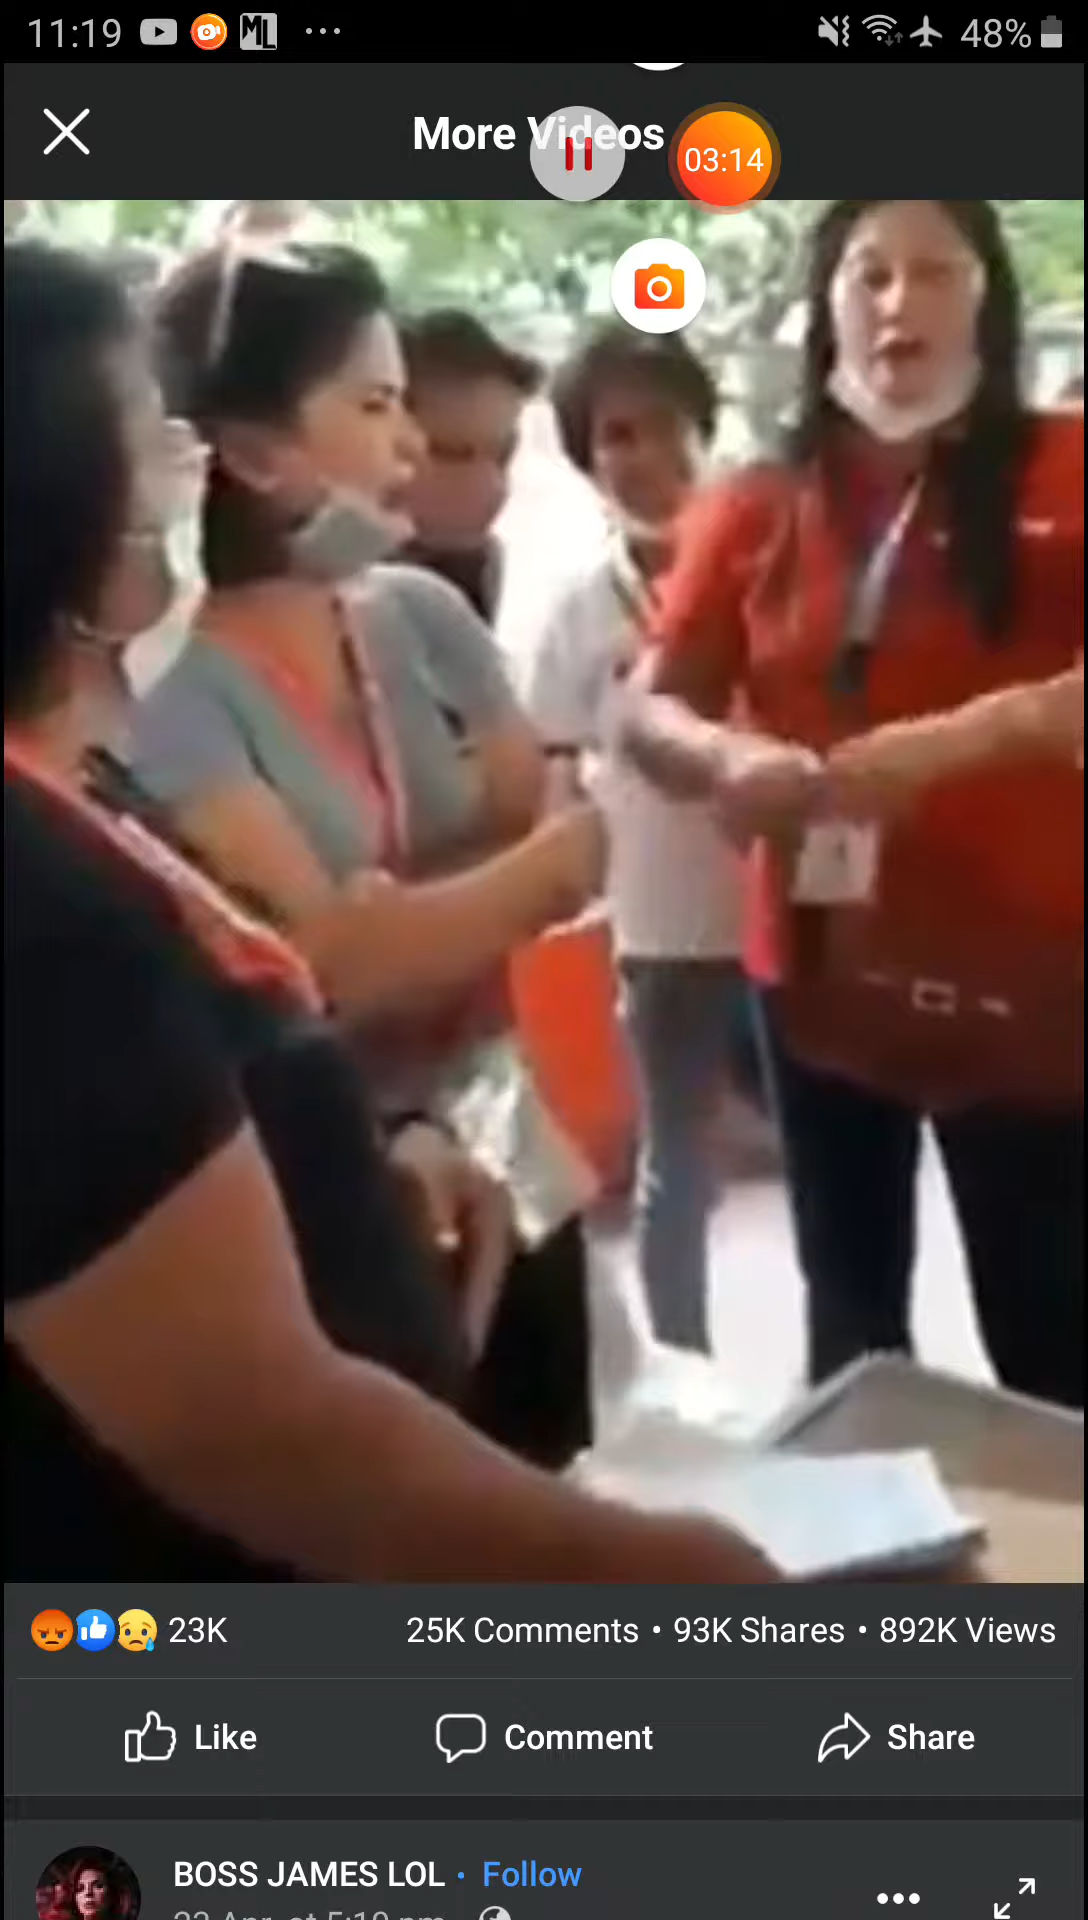 11:19 ML ... 48%
More Videos
03:14
23K 25K Comments • 93K Shares • 892K Views
Like Comment Share
BOSS JAMES LOL • Follow